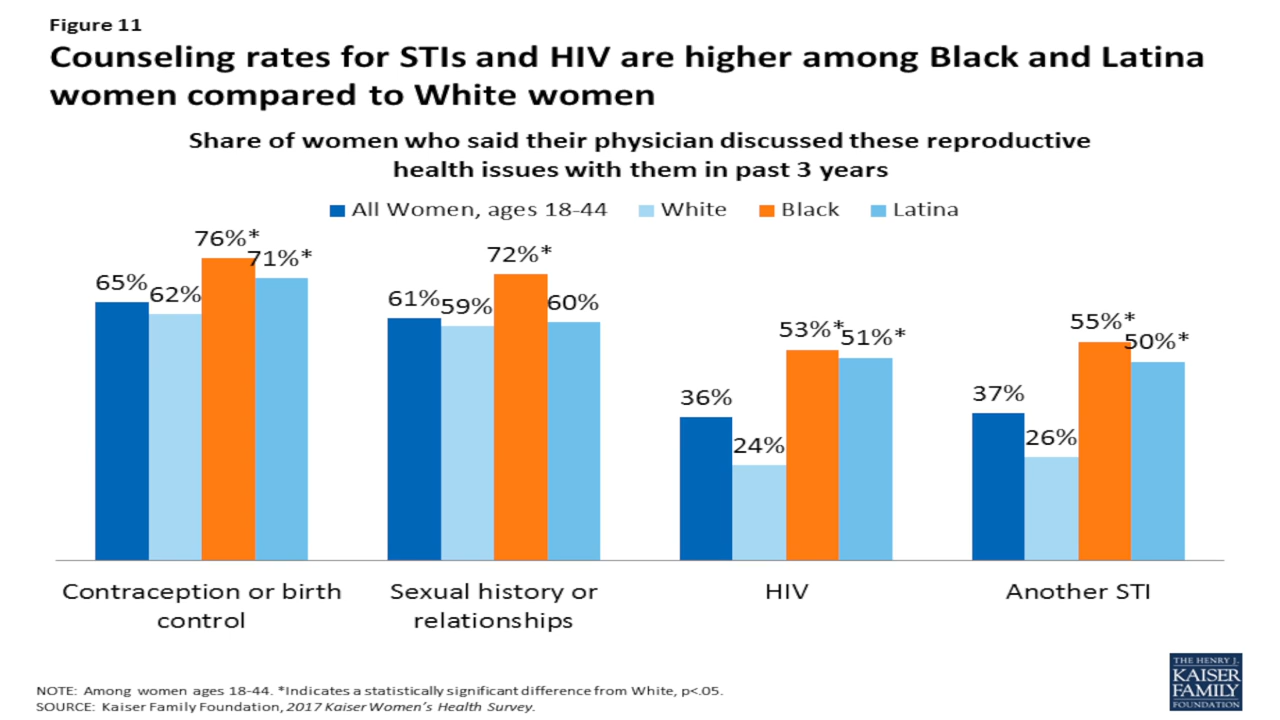 Figure 11
Counseling rates for STIs and HIV are higher among Black and Latina
women compared to White women
Share of women who said their physician discussed these reproductive
health issues with them in past 3 years
All Women, ages 18-44 White Black Latina
65% 62% 76%* 71%*
61% 59% 72%* 60%
36% 24% 53%* 51%*
37% 26% 55%* 50%*
Contraception or birth
control
Sexual history or
relationships
HIV
Another STI
NOTE: Among women ages 18-44. *Indicates a statistically significant difference from White, p<.05.
SOURCE: Kaiser Family Foundation, 2017 Kaiser Women's Health Survey.
THE HENRY J.
KAISER
FAMILY
FOUNDATION